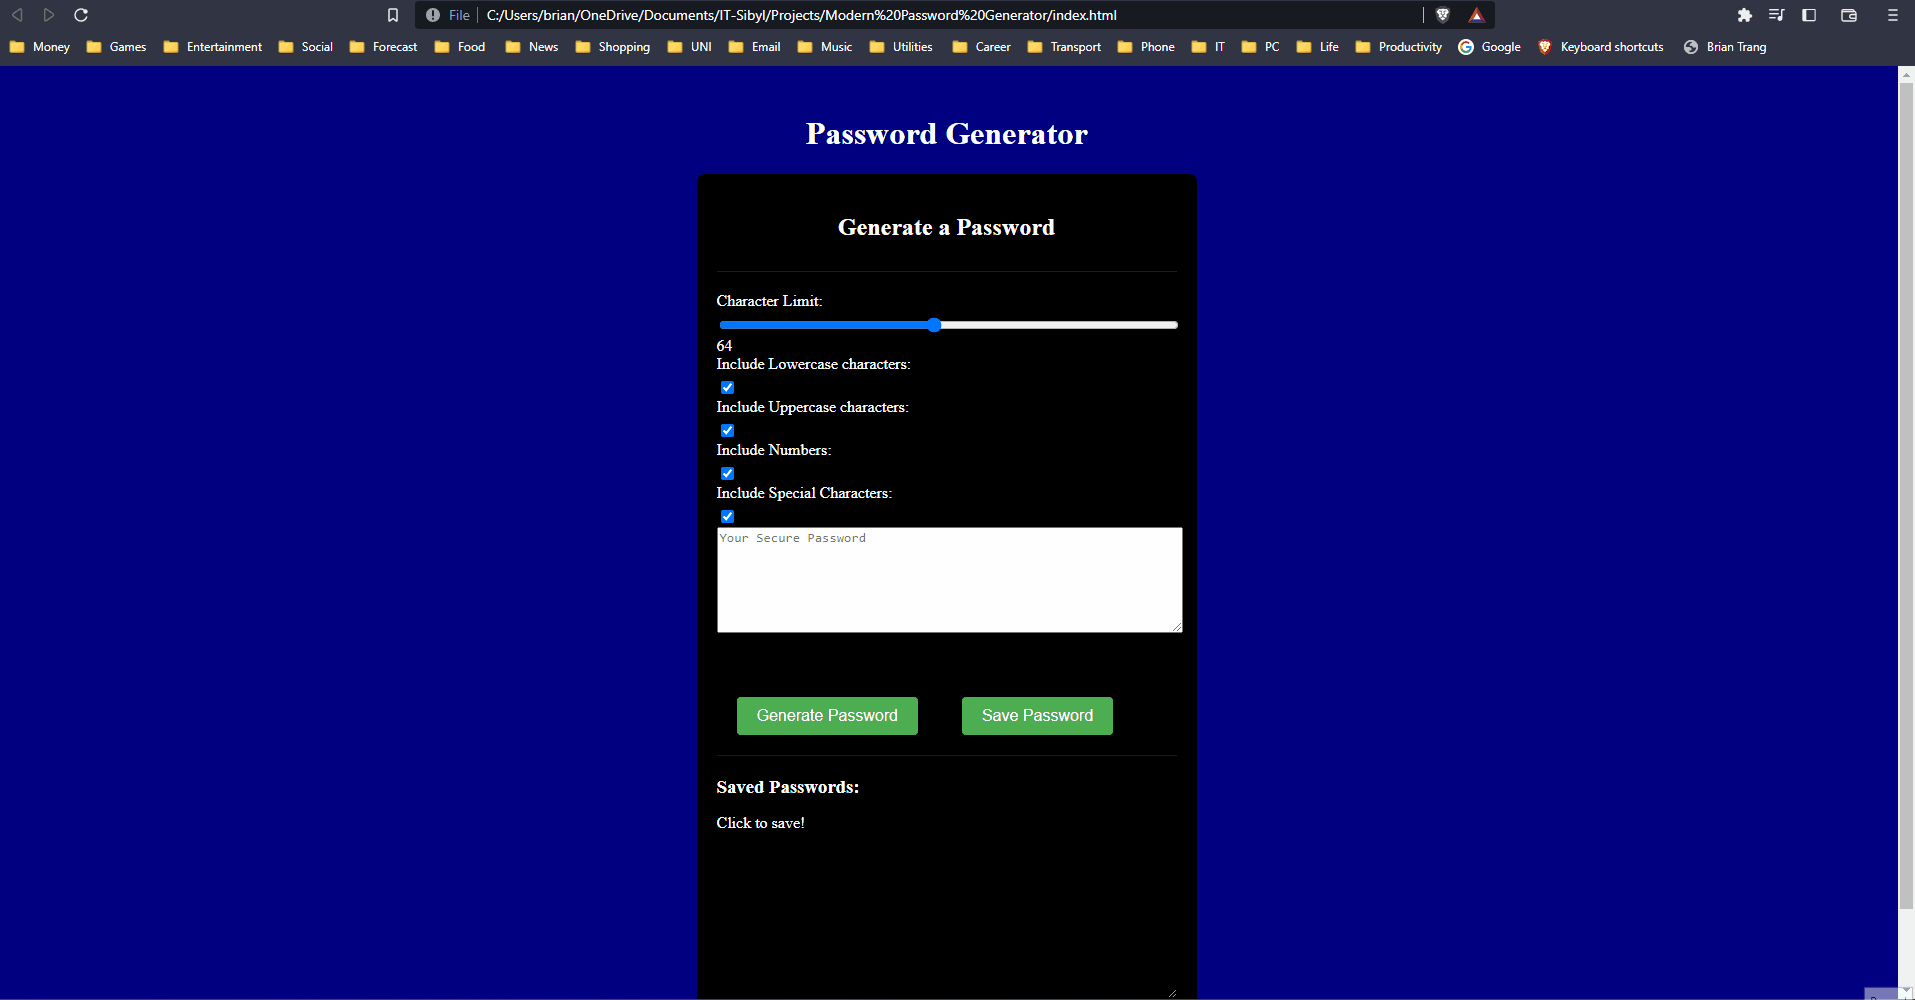 File C:/Users/brian/OneDrive/Documents/IT-Sibyl/Projects/Modern%20Password%20Generator/index.html
Money Games Entertainment Social Forecast Food News Shopping UNI Email Music Utilities Career Transport Phone IT PC Life Productivity Google Keyboard shortcuts Brian Trang
Password Generator
Generate a Password
Character Limit:
64
Include Lowercase characters:
Include Uppercase characters:
Include Numbers:
Include Special Characters:
Your Secure Password
Generate Password Save Password
Saved Passwords:
Click to save!